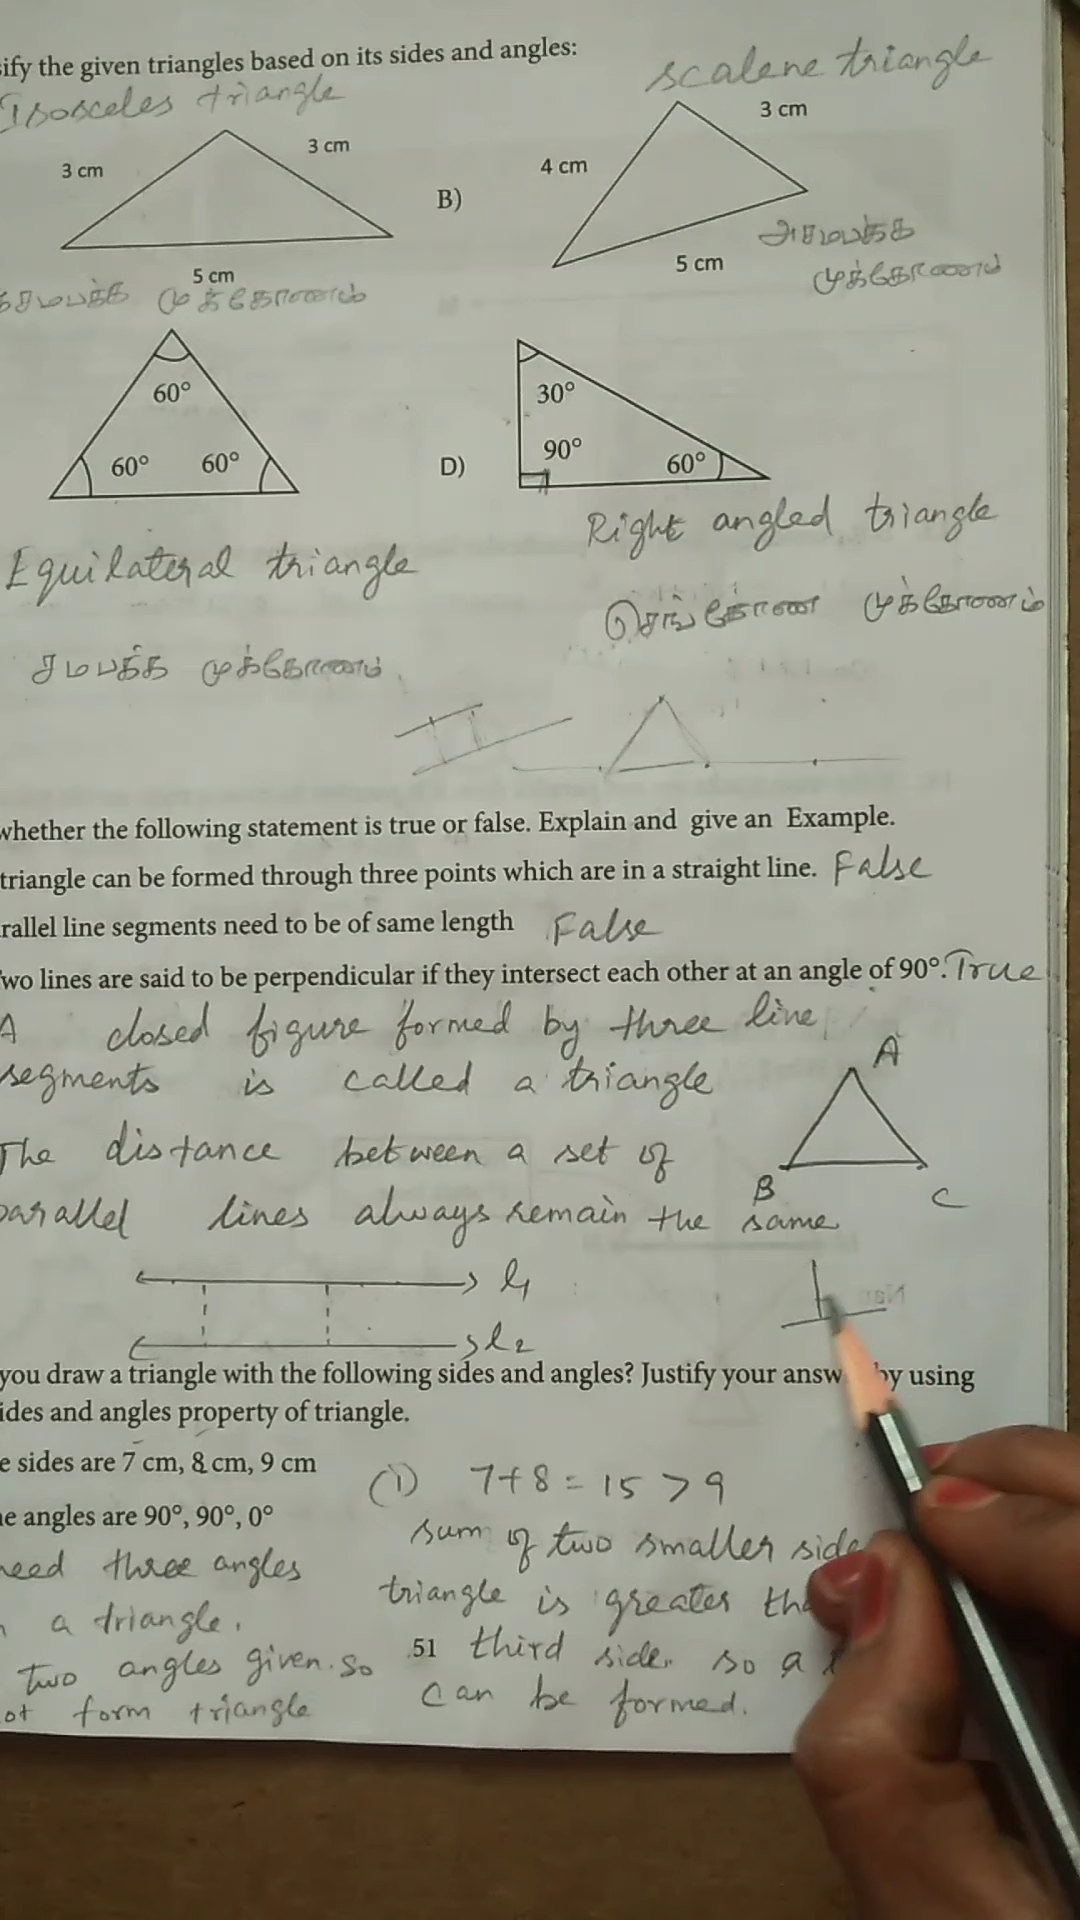 sify the given triangles based on its sides and angles:
Isosceles triangle
scalene triangle
3 cm
3 cm
5 cm
B)
4 cm
3 cm
5 cm
முக்கோணம்
அசமபக்க
முக்கோணம்
60°
60° 60°
D)
30°
90°
60°
Equilateral triangle
Right angled triangle
சமபக்க முக்கோணம்.
செங்கோண முக்கோணம்
whether the following statement is true or false. Explain and give an Example.
triangle can be formed through three points which are in a straight line. False
rallel line segments need to be of same length False
wo lines are said to be perpendicular if they intersect each other at an angle of 90°. True
A closed figure formed by three line
segments is called a triangle
The distance between a set of
parallel lines always remain the same
A
B
C
l1
l2
you draw a triangle with the following sides and angles? Justify your answ by using
ides and angles property of triangle.
e sides are 7 cm, 8 cm, 9 cm
e angles are 90°, 90°, 0°
need three angles
a triangle.
two angles given. so
ot form triangle
(i) 7+8 = 15 > 9
sum of two smaller side
triangle is greater tha
third side. so a
can be formed.
51